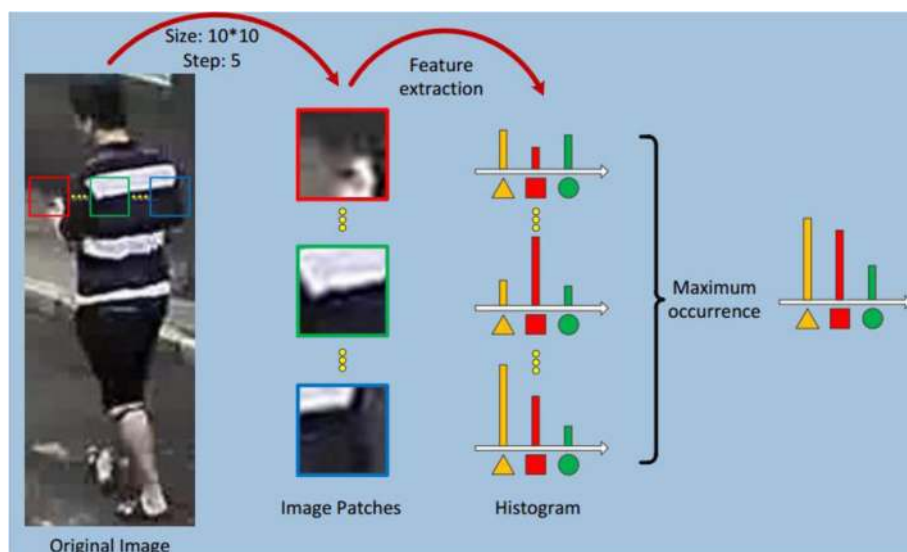 Size: 10*10
Step: 5
Feature
extraction
Maximum
occurrence
Image Patches
Histogram
Original Image